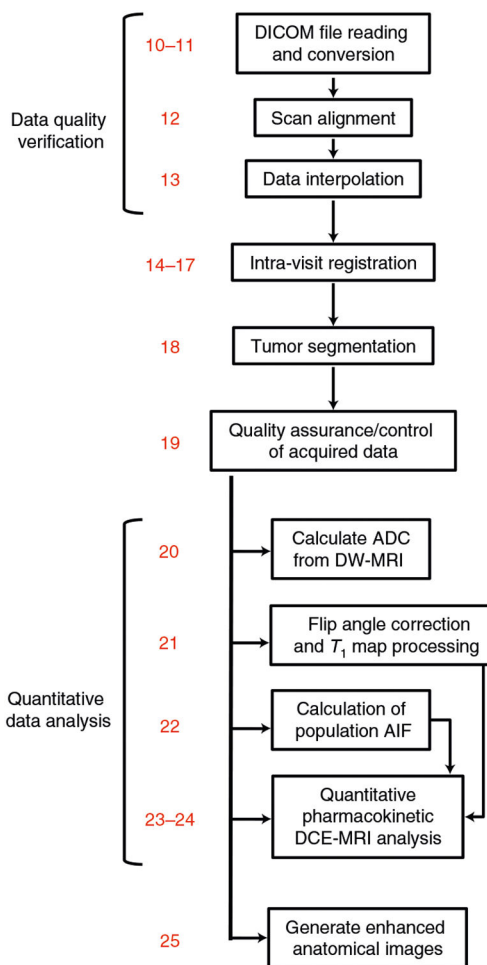 10–11
DICOM file reading
and conversion
Data quality
verification
12
Scan alignment
13
Data interpolation
14–17
Intra-visit registration
18
Tumor segmentation
19
Quality assurance/control
of acquired data
Quantitative
data analysis
20
Calculate ADC
from DW-MRI
21
Flip angle correction
and T1 map processing
22
Calculation of
population AIF
23–24
Quantitative
pharmacokinetic
DCE-MRI analysis
25
Generate enhanced
anatomical images